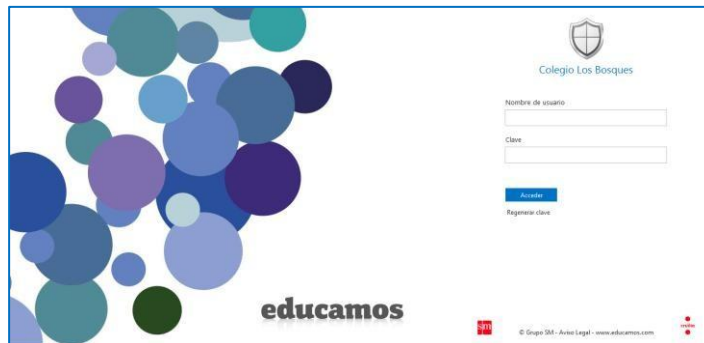 Colegio Los Bosques
Nombre de usuario
Clave
Acceder
Regenerar clave
educamos
sm
© Grupo SM - Aviso Legal - www.educamos.com